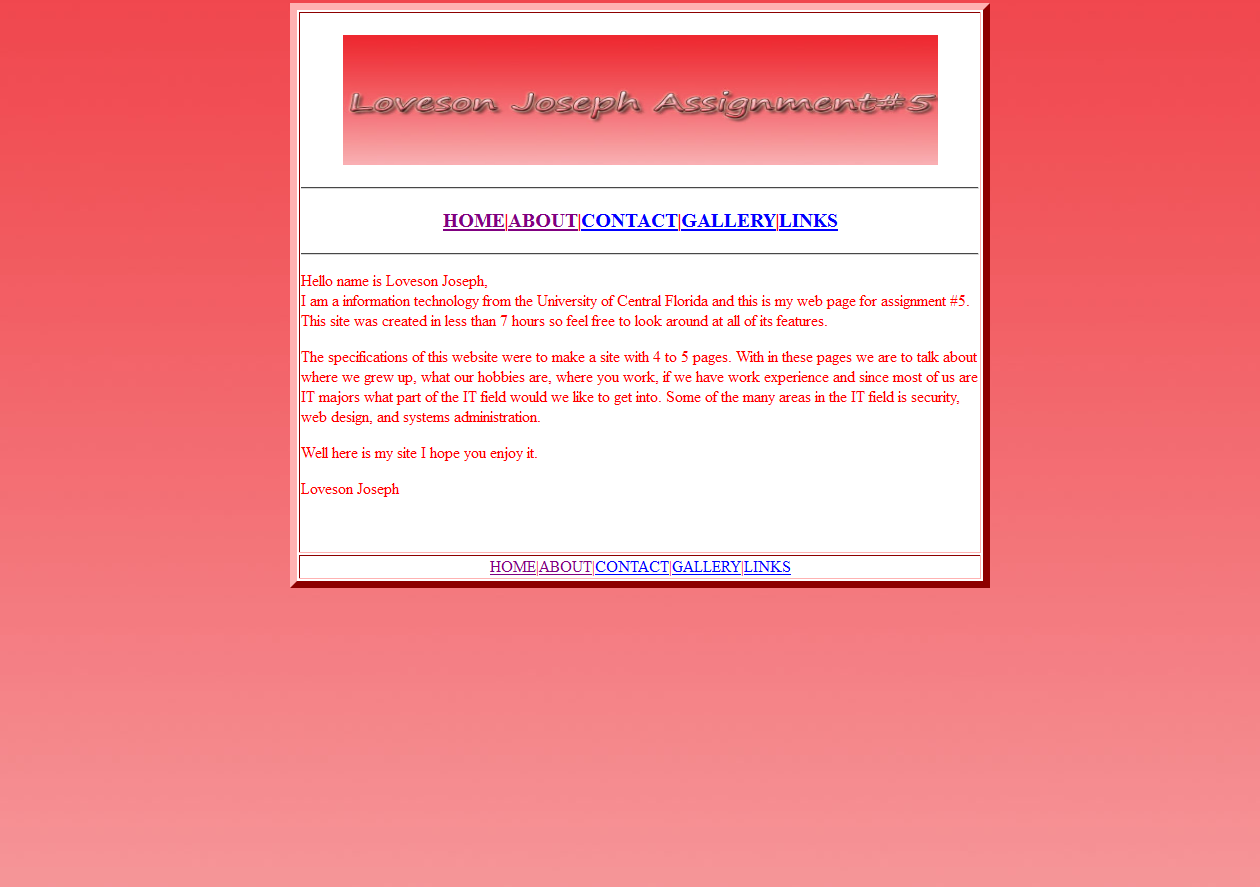 Loveson Joseph Assignment#5
HOME|ABOUT|CONTACT|GALLERY|LINKS
Hello name is Loveson Joseph,
I am a information technology from the University of Central Florida and this is my web page for assignment #5.
This site was created in less than 7 hours so feel free to look around at all of its features.
The specifications of this website were to make a site with 4 to 5 pages. With in these pages we are to talk about
where we grew up, what our hobbies are, where you work, if we have work experience and since most of us are
IT majors what part of the IT field would we like to get into. Some of the many areas in the IT field is security,
web design, and systems administration.
Well here is my site I hope you enjoy it.
Loveson Joseph
HOME|ABOUT|CONTACT|GALLERY|LINKS